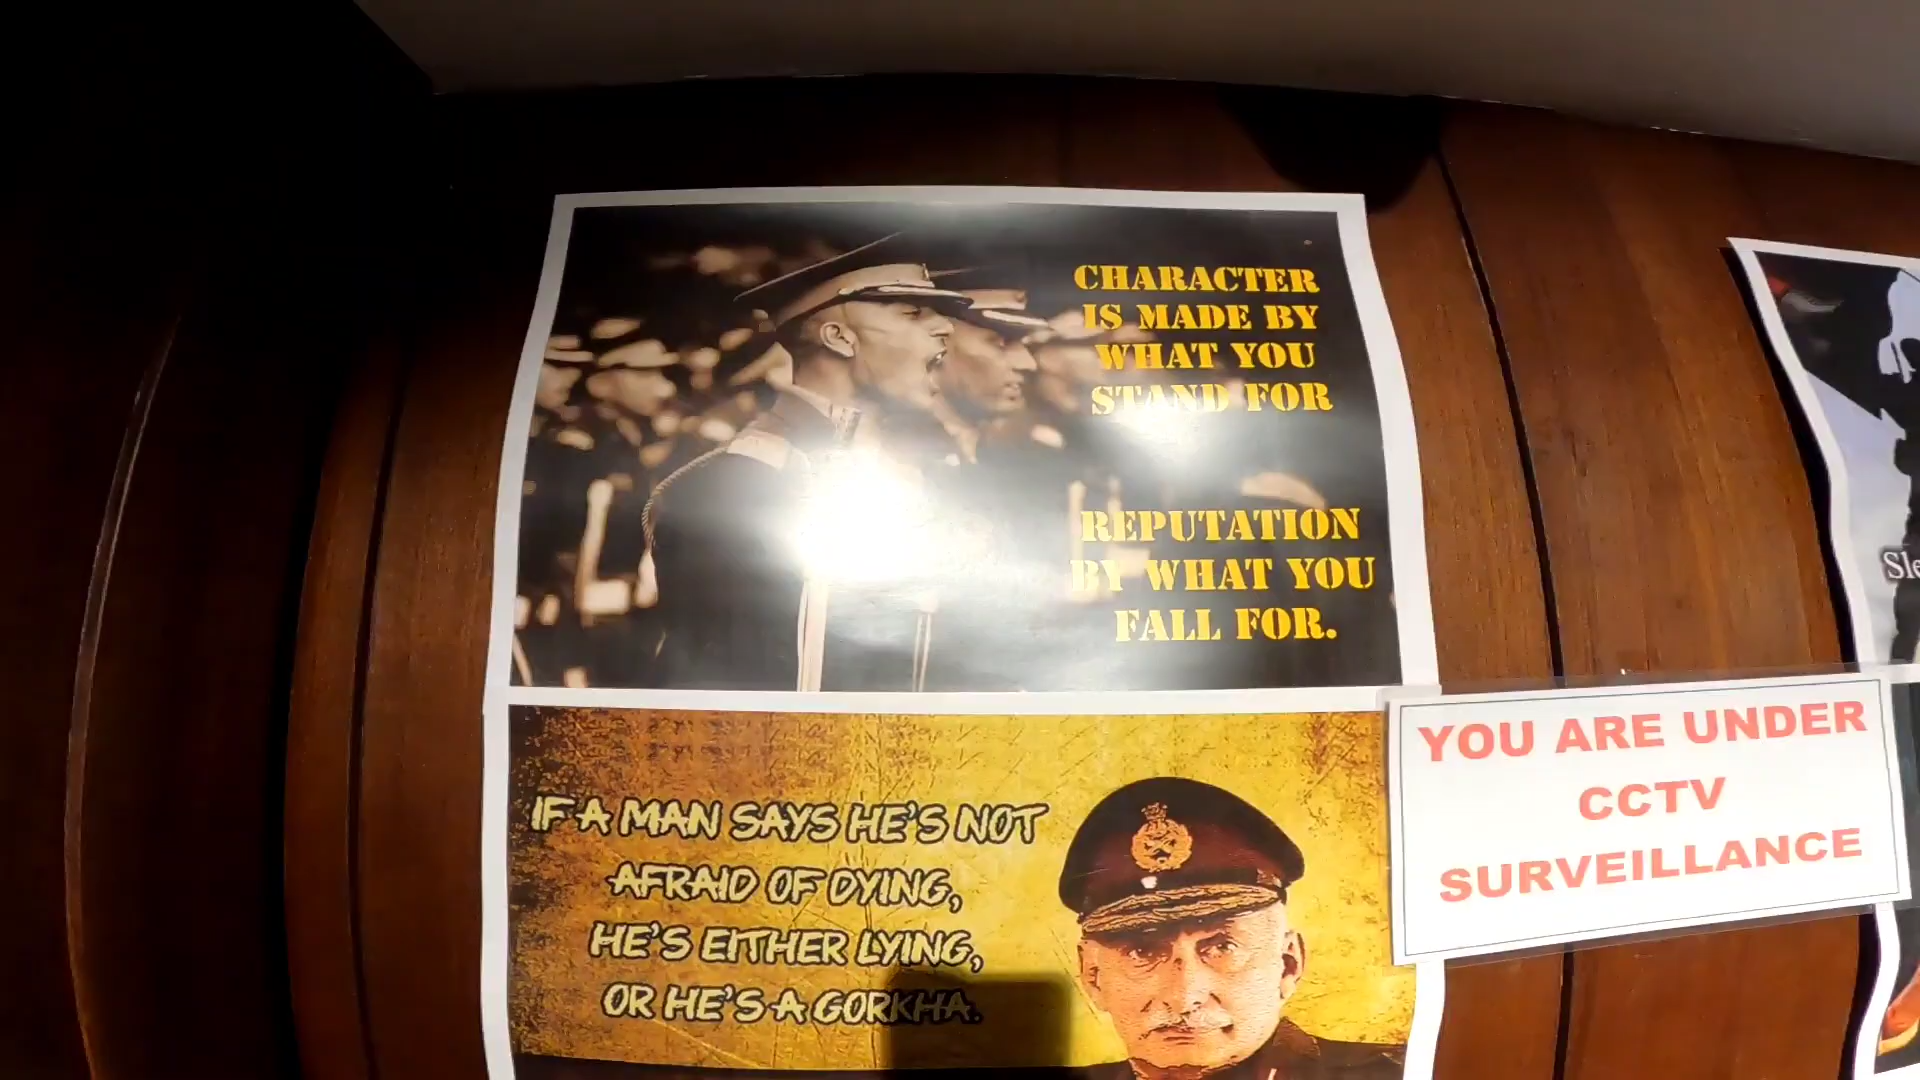 CHARACTER
IS MADE BY
WHAT YOU
STAND FOR
REPUTATION
BY WHAT YOU
FALL FOR.
IF A MAN SAYS HE'S NOT
AFRAID OF DYING,
HE'S EITHER LYING,
OR HE'S A GORKHA.
YOU ARE UNDER
CCTV
SURVEILLANCE